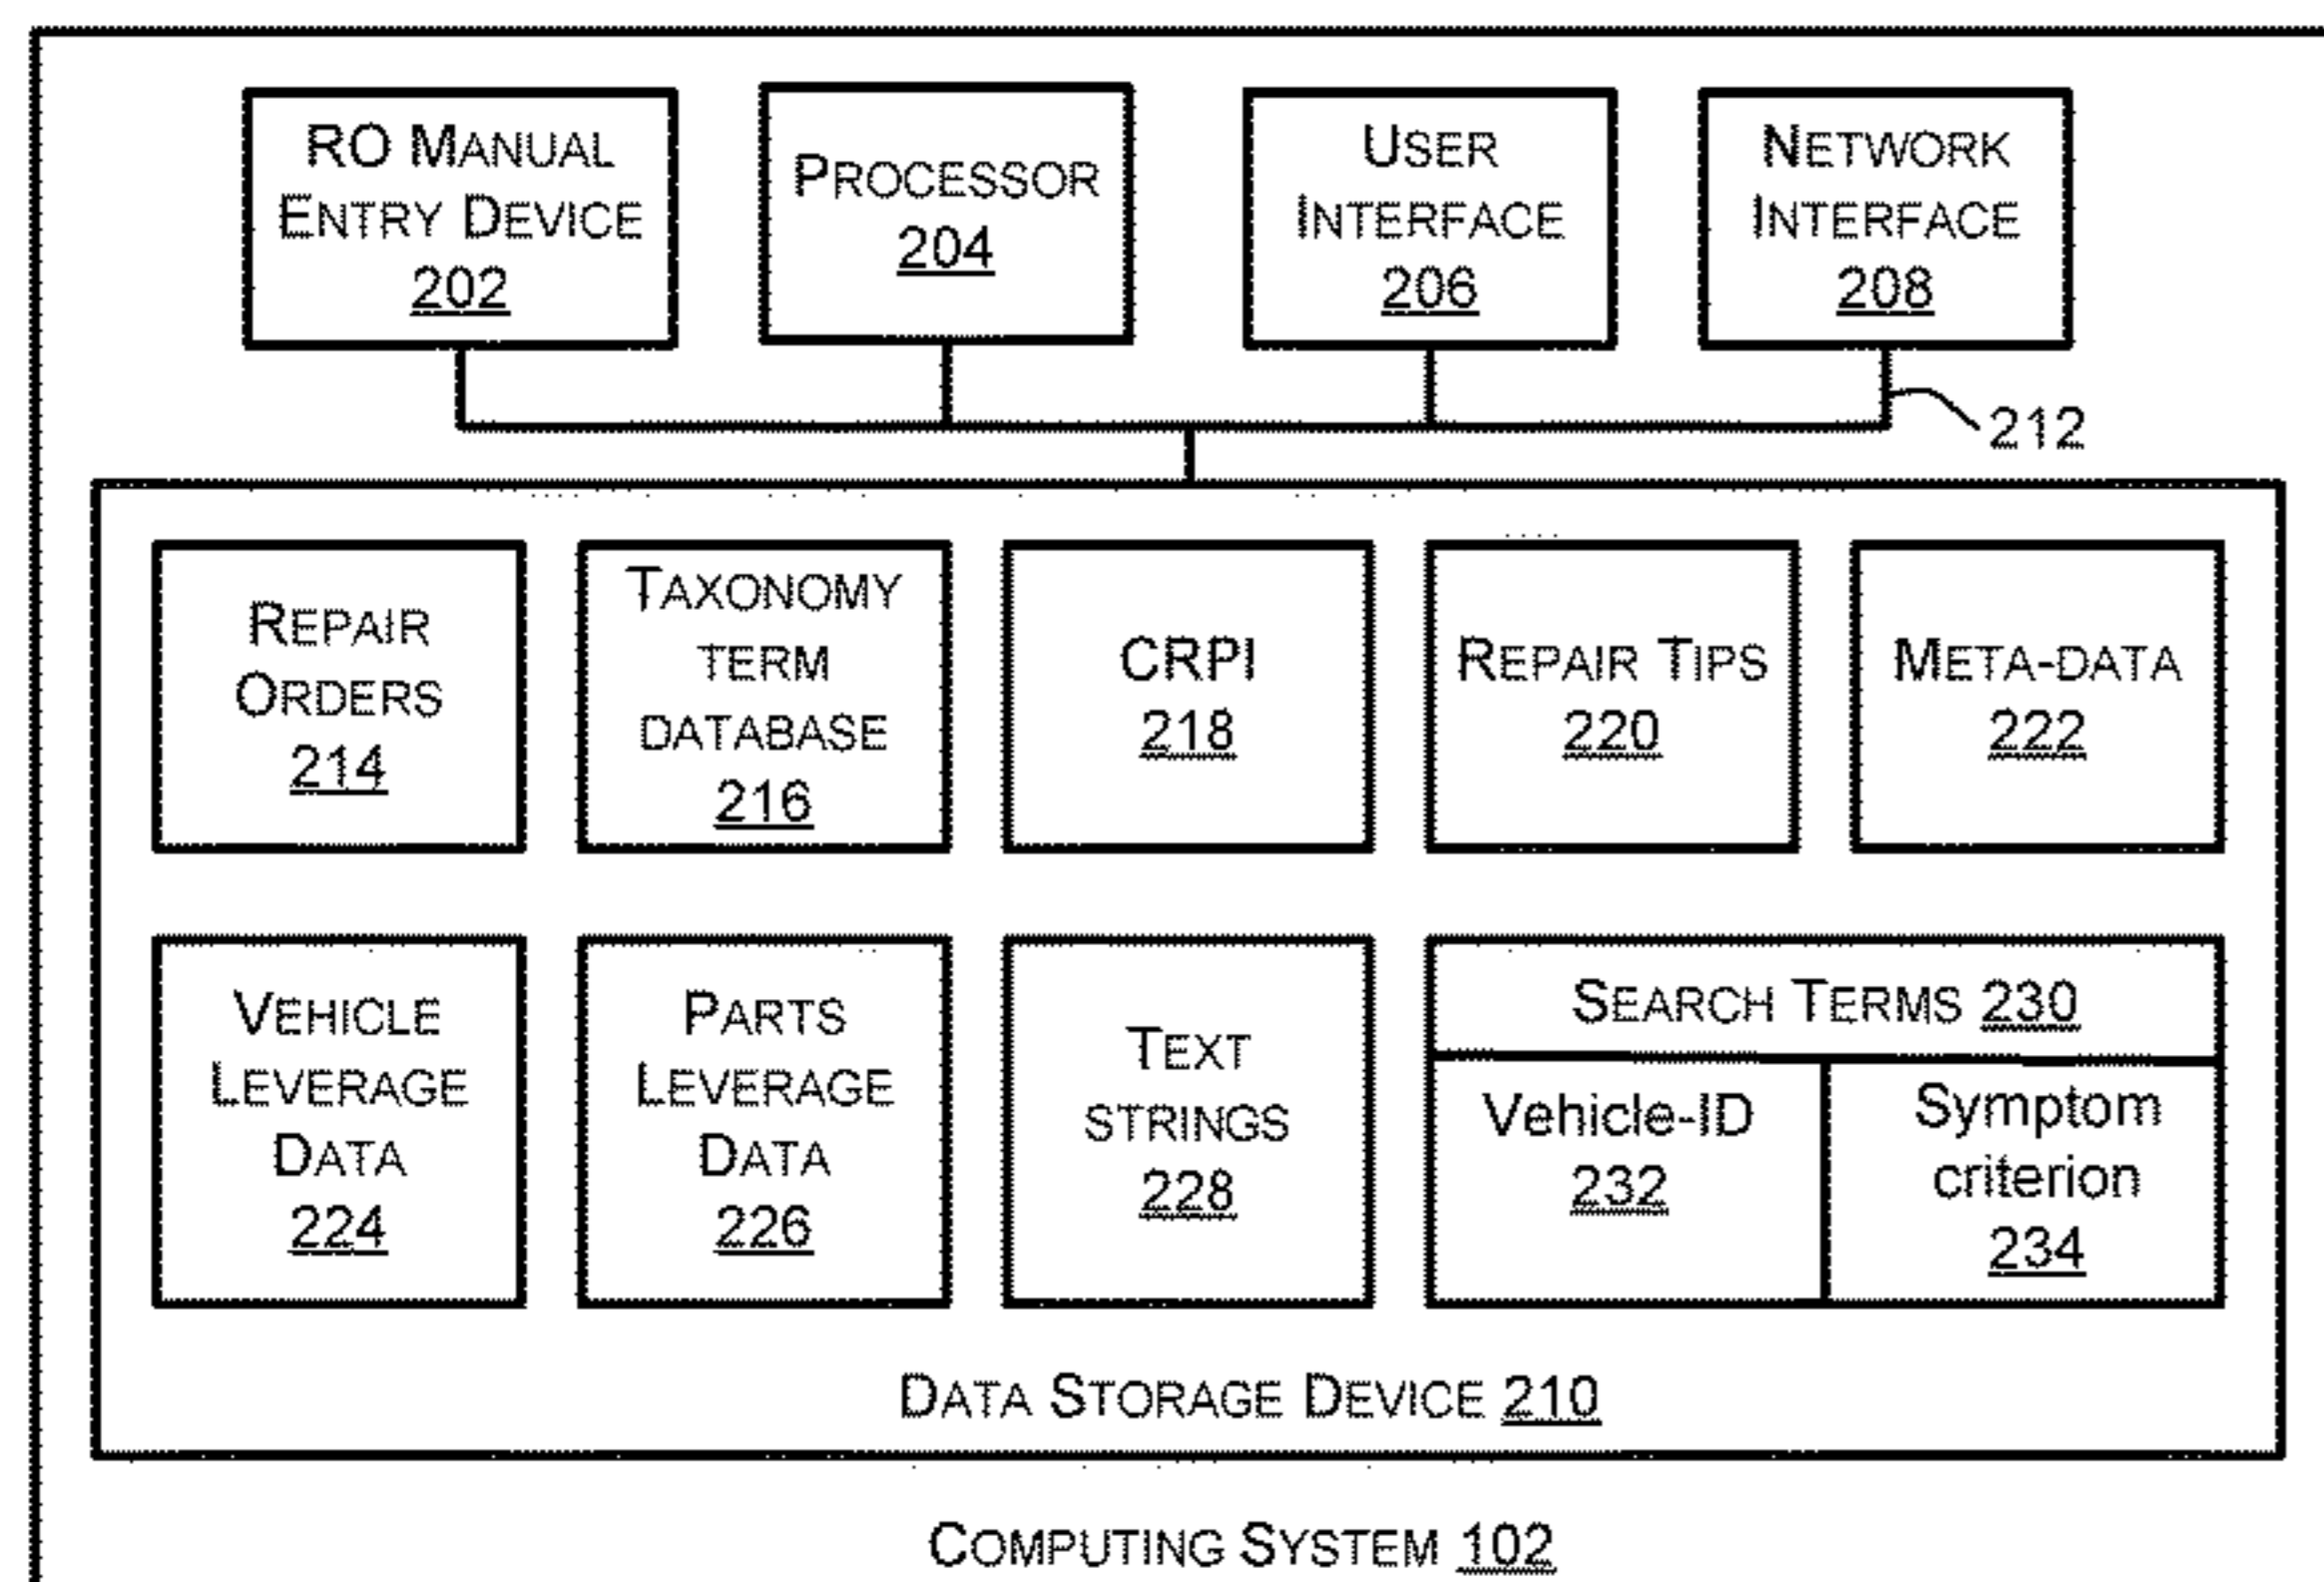 RO MANUAL
ENTRY DEVICE
202
PROCESSOR
204
USER
INTERFACE
206
NETWORK
INTERFACE
208
212
REPAIR
ORDERS
214
TAXONOMY
TERM
DATABASE
216
CRPI
218
REPAIR TIPS
220
META-DATA
222
VEHICLE
LEVERAGE
DATA
224
PARTS
LEVERAGE
DATA
226
TEXT
STRINGS
228
SEARCH TERMS 230
Vehicle-ID
232
Symptom
criterion
234
DATA STORAGE DEVICE 210
COMPUTING SYSTEM 102